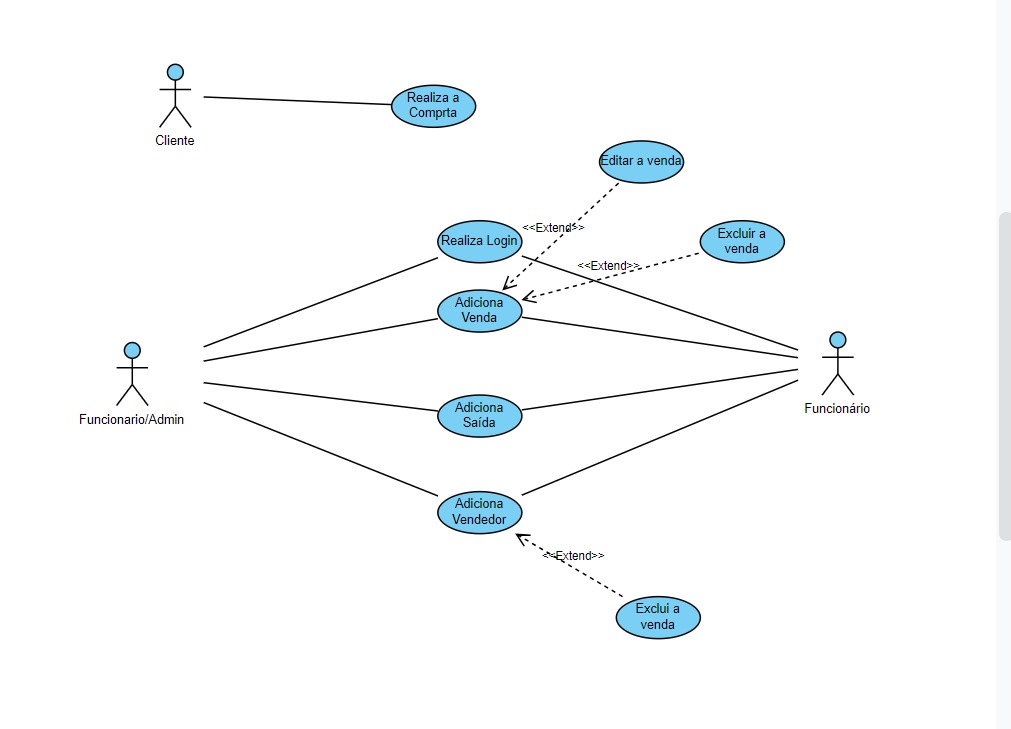 Realiza a
Comprta
Cliente
Editar a venda
<<Extend>>
Realiza Login
Excluir a
venda
<<Extend>>
Adiciona
Venda
Funcionario/Admin
Funcionário
Adiciona
Saída
Adiciona
Vendedor
<<Extend>>
Exclui a
venda